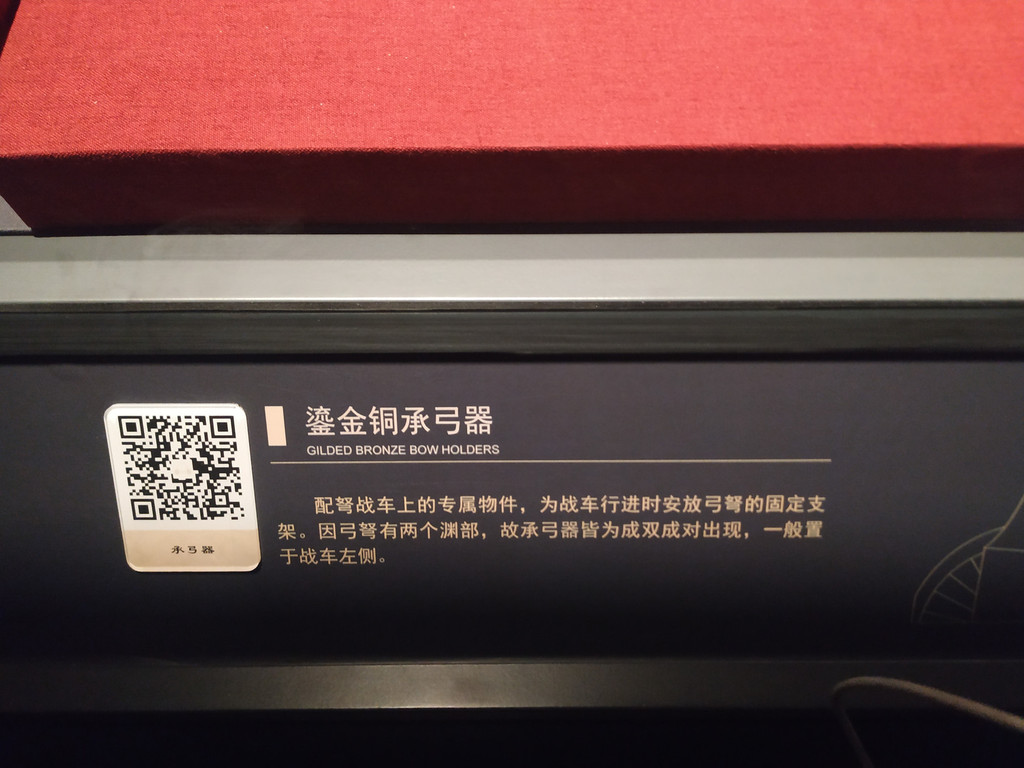 鎏金铜承弓器
GILDED BRONZE BOW HOLDERS
配弩战车上的专属物件，为战车行进时安放弓弩的固定支
架。因弓弩有两个渊部，故承弓器皆为成双成对出现，一般置
于战车左侧。
承弓器